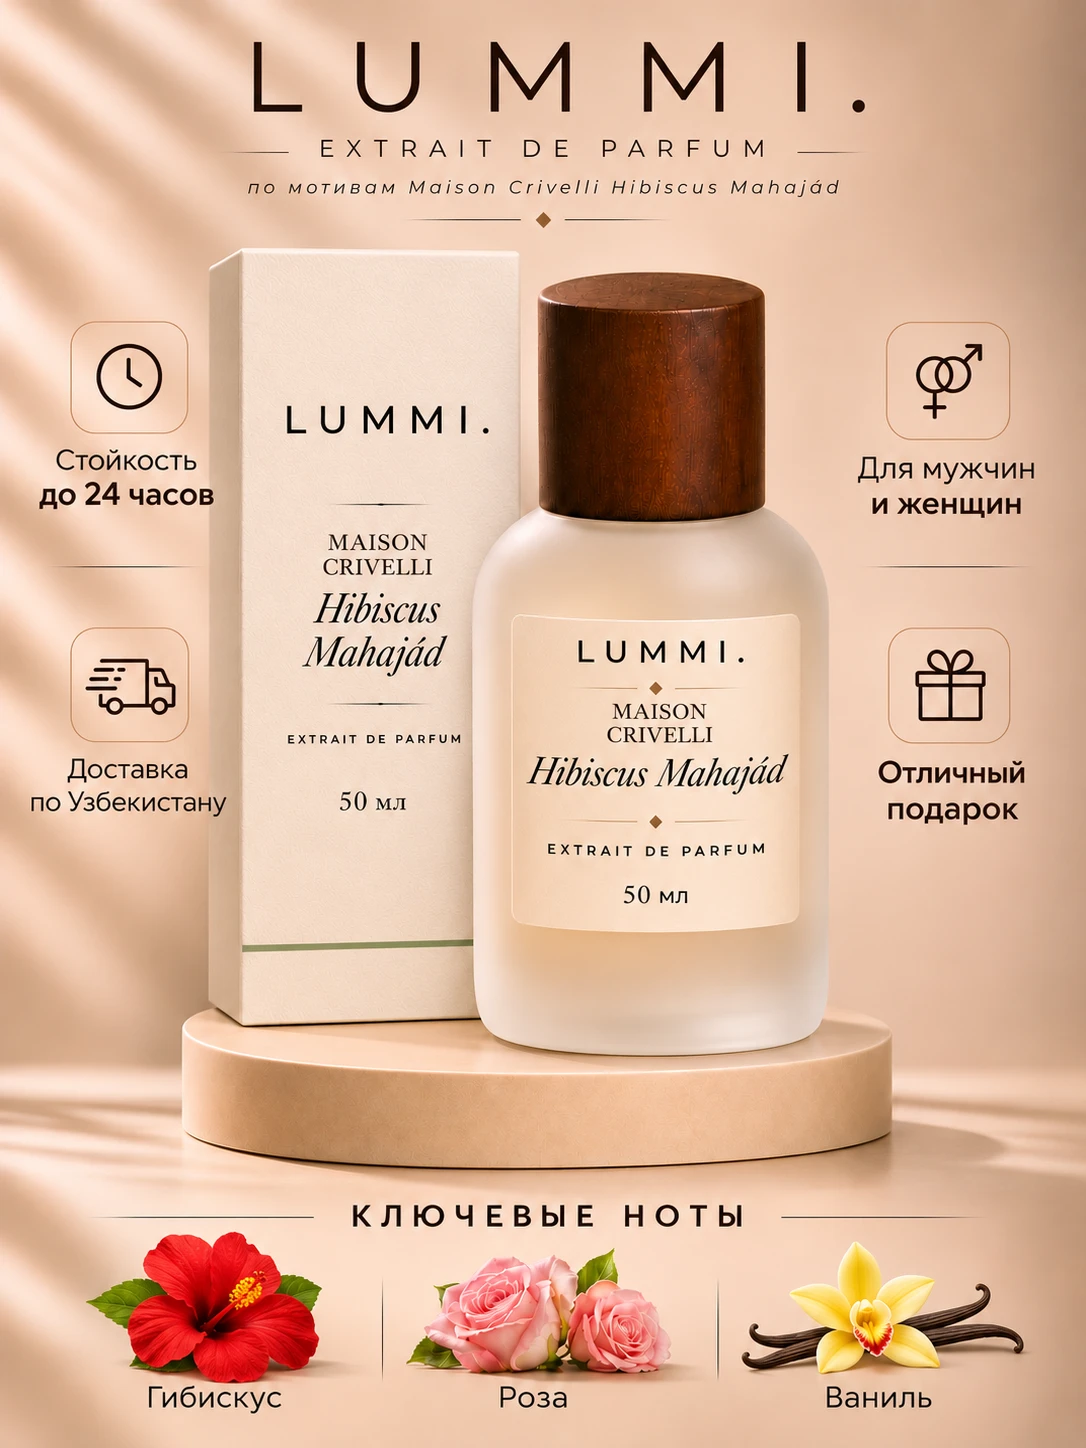 LUMMI.
EXTRAIT DE PARFUM
по мотивам Maison Crivelli Hibiscus Mahajád
LUMMI.
MAISON
CRIVELLI
Hibiscus
Mahajád
EXTRAIT DE PARFUM
50 мл
LUMMI.
MAISON
CRIVELLI
Hibiscus Mahajád
EXTRAIT DE PARFUM
50 мл
Стойкость
до 24 часов
Доставка
по Узбекистану
Для мужчин
и женщин
Отличный
подарок
КЛЮЧЕВЫЕ НОТЫ
Гибискус
Роза
Ваниль